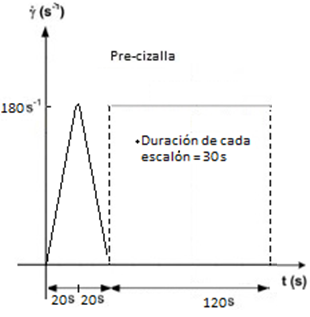 γ̇ (s⁻¹)
Pre-cizalla
180s⁻¹
•Duración de cada
escalón = 30s
t (s)
20s 20s
120s